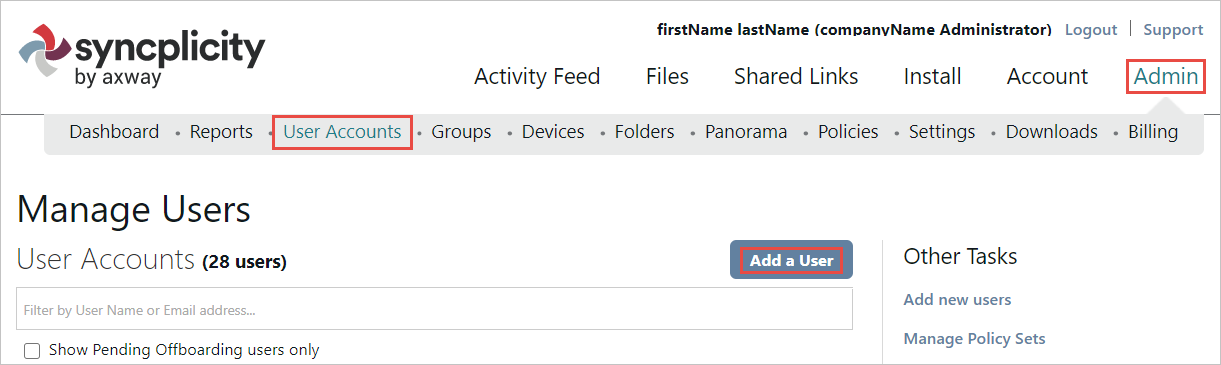 firstName lastName (companyName Administrator) Logout | Support
syncplicity
by axway
Activity Feed Files Shared Links Install Account Admin
Dashboard • Reports • User Accounts • Groups • Devices • Folders • Panorama • Policies • Settings • Downloads • Billing
Manage Users
User Accounts (28 users)
Add a User
Other Tasks
Filter by User Name or Email address...
Add new users
Show Pending Offboarding users only
Manage Policy Sets